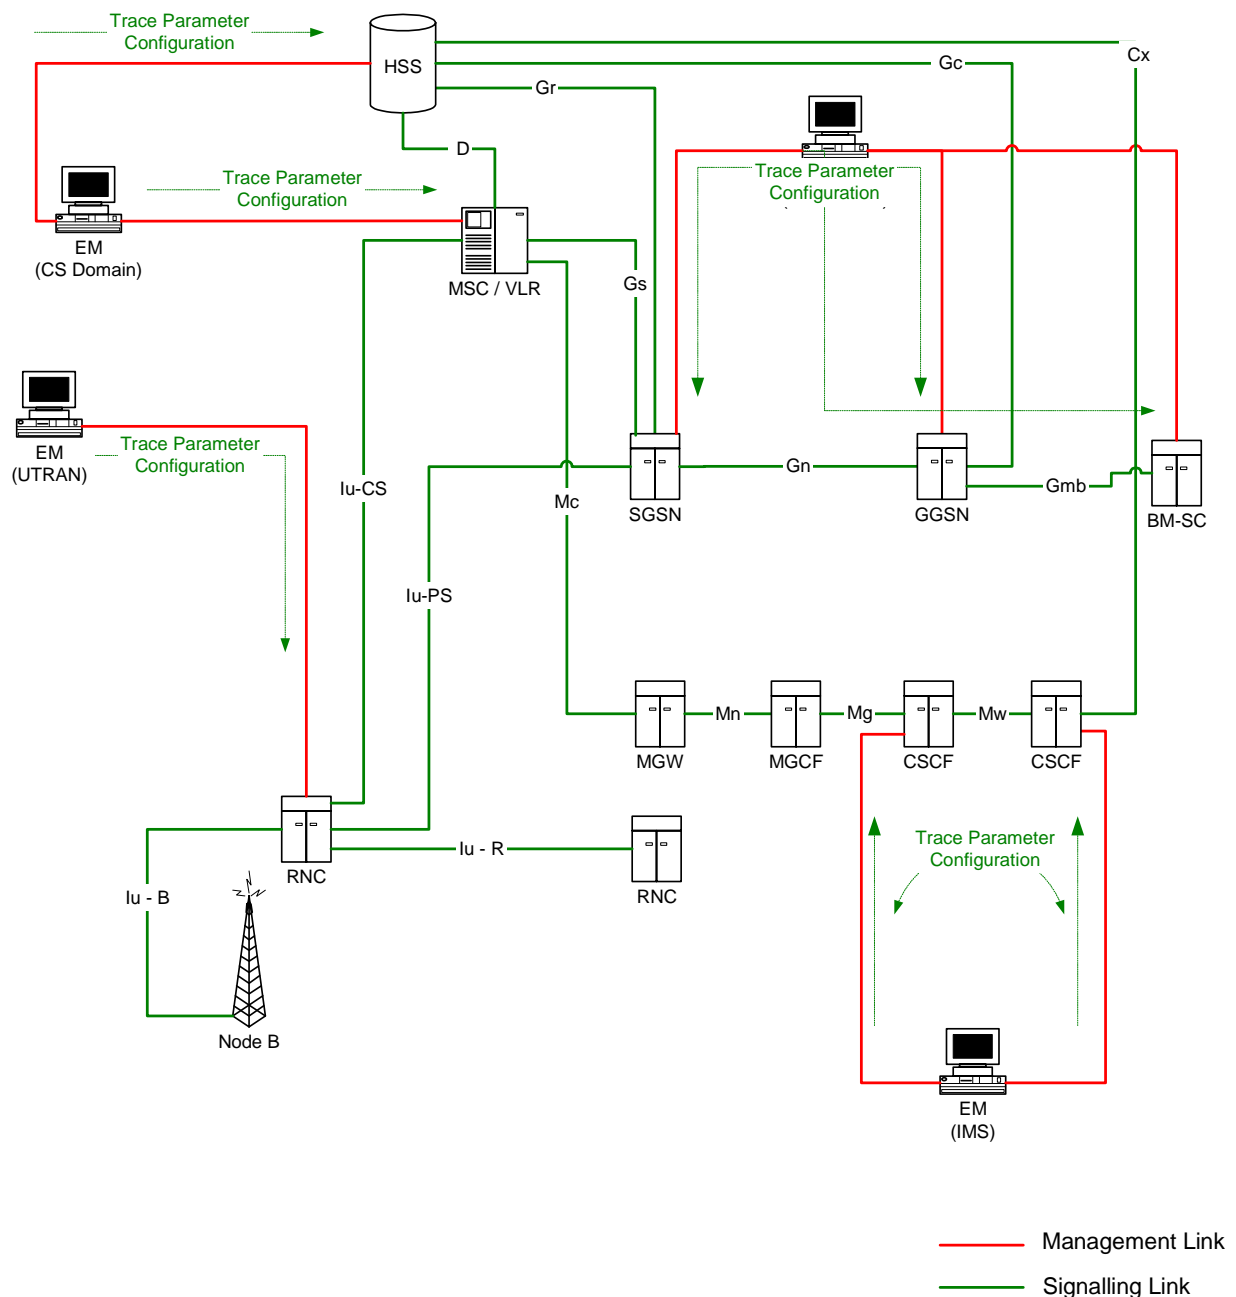 Trace Parameter
Configuration
HSS
Cx
Gc
Gr
D
Trace Parameter
Configuration
Trace Parameter
Configuration
EM
(CS Domain)
MSC / VLR
Gs
EM
(UTRAN)
Trace Parameter
Configuration
Iu-CS
Mc
SGSN
Gn
GGSN
Gmb
BM-SC
Iu-PS
Mn
Mg
Mw
MGW
MGCF
CSCF
CSCF
Trace Parameter
Configuration
Iu - R
RNC
RNC
Iu - B
Node B
EM
(IMS)
Management Link
Signalling Link